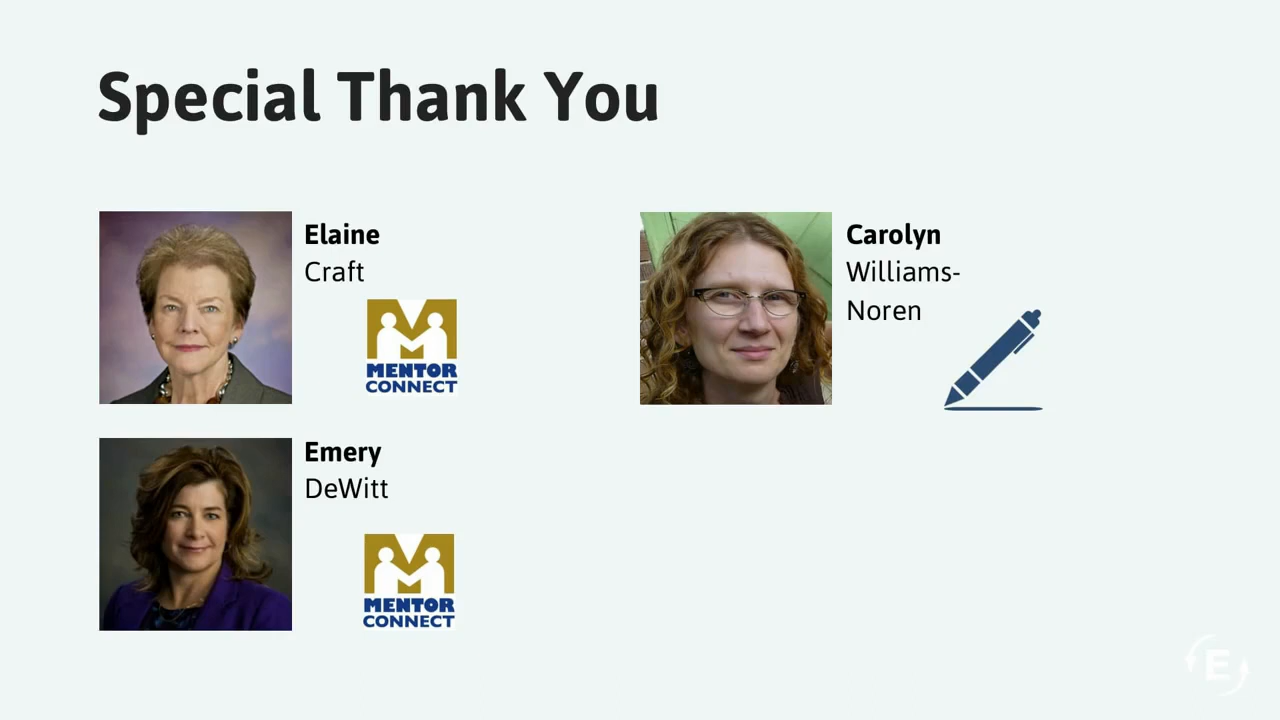 Special Thank You
Elaine
Craft
MENTOR
CONNECT
Carolyn
Williams-
Noren
Emery
DeWitt
MENTOR
CONNECT
E